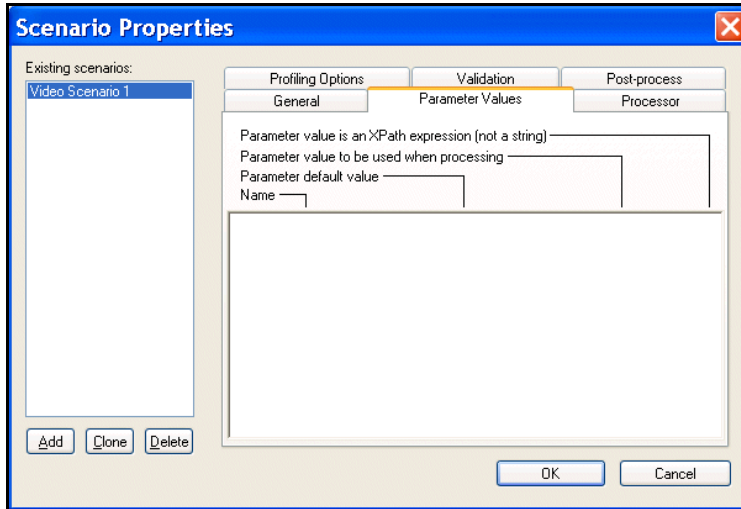 Scenario Properties
Existing scenarios:
Video Scenario 1
Profiling Options Validation Post-process
General Parameter Values Processor
Parameter value is an XPath expression (not a string)
Parameter value to be used when processing
Parameter default value
Name
Add Clone Delete
OK Cancel